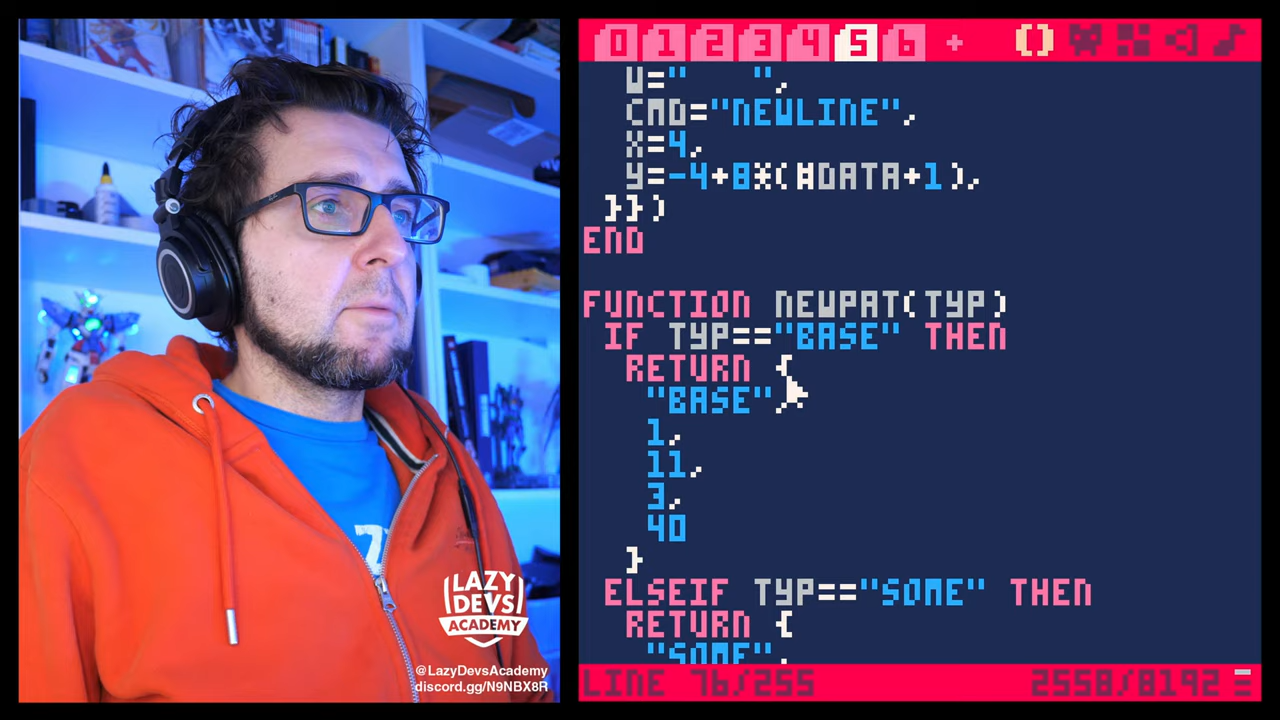 0 1 2 3 4 5 6 +
W="   ",
CMD="NEWLINE",
X=4,
Y=-4+8*(#DATA+1),
}})
END
FUNCTION NEWPAT(TYP)
IF TYP=="BASE" THEN
RETURN {
"BASE",
1,
11,
3,
40
}
ELSEIF TYP=="SOME" THEN
RETURN {
"SOME",
LINE 76/255
2558/8192
LAZY
DEVS
ACADEMY
@LazyDevsAcademy
discord.gg/N9NBX8R